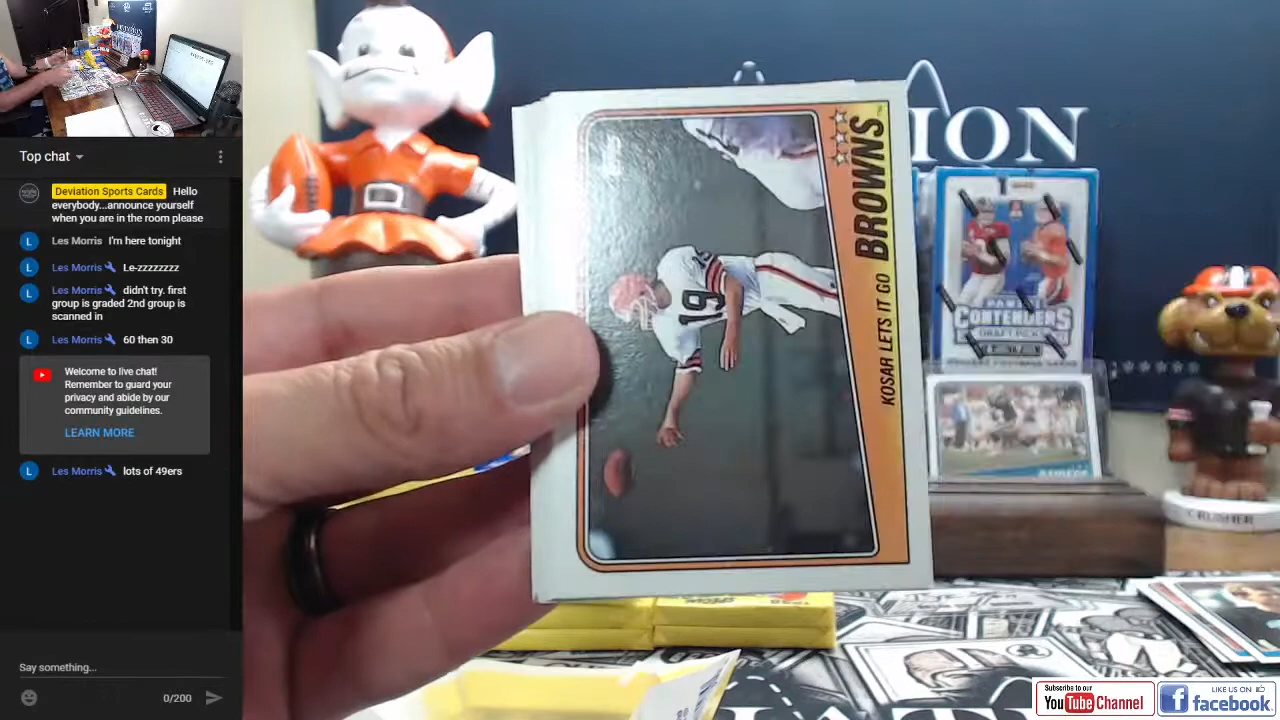 Top chat
Deviation Sports Cards Hello
everybody...announce yourself
when you are in the room please
L Les Morris I'm here tonight
L Les Morris Le-zzzzzzzz
L Les Morris didn't try. first
group is graded 2nd group is
scanned in
L Les Morris 60 then 30
Welcome to live chat!
Remember to guard your
privacy and abide by our
community guidelines.
LEARN MORE
L Les Morris lots of 49ers
Say something...
0/200
KOSAR LETS IT GO BROWNS
19
ION
PANINI
CONTENDERS
DRAFT PICKS
RAIDERS
CRUSHER
Subscribe to our
YouTube Channel
LIKE US ON
facebook.